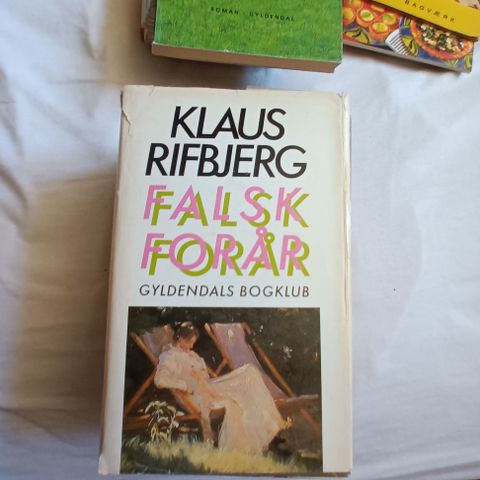 ROMAN · GYLDENDAL
BAGVÆRK
KLAUS
RIFBJERG
FALSK
FORÅR
GYLDENDALS BOGKLUB